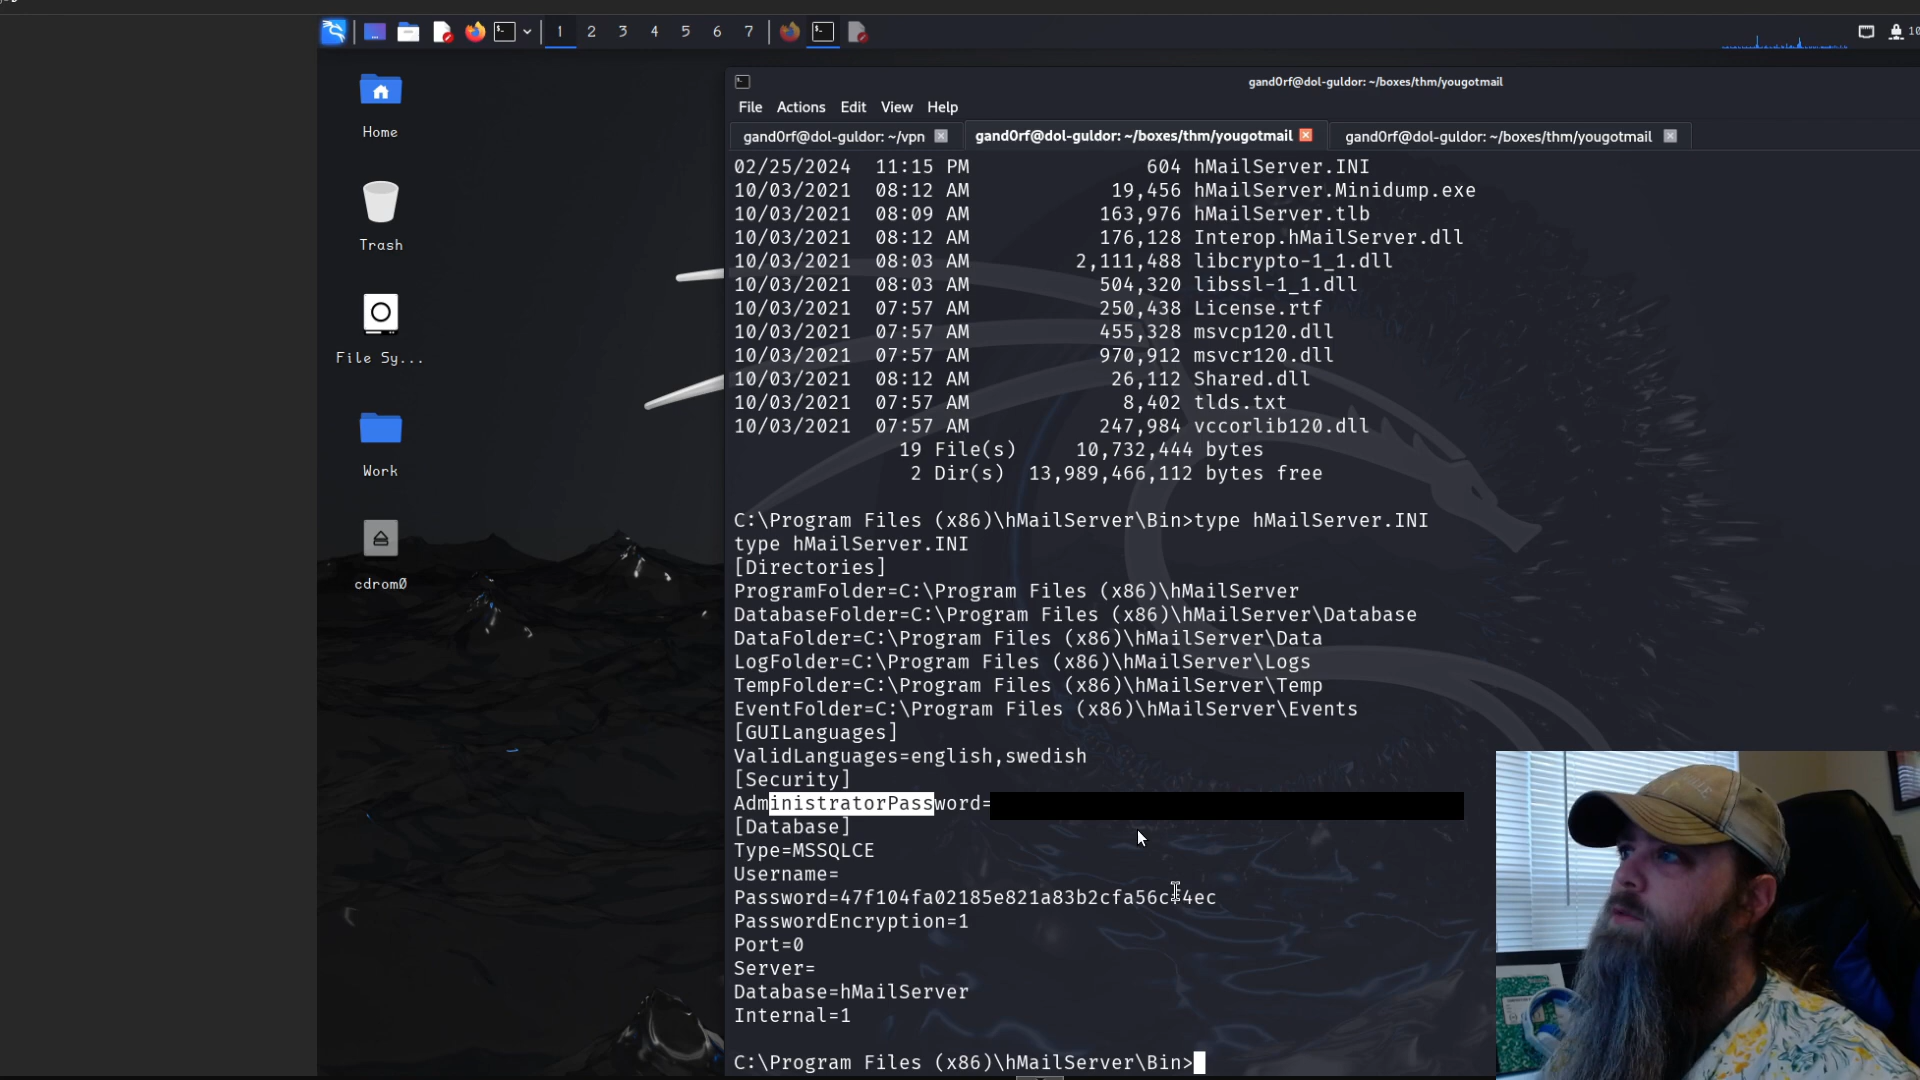 1 2 3 4 5 6 7
10
Home
Trash
File Sy...
Work
cdrom0
gand0rf@dol-guldor: ~/boxes/thm/yougotmail
File Actions Edit View Help
gand0rf@dol-guldor: ~/vpn
gand0rf@dol-guldor: ~/boxes/thm/yougotmail
gand0rf@dol-guldor: ~/boxes/thm/yougotmail
02/25/2024  11:15 PM               604 hMailServer.INI
10/03/2021  08:12 AM            19,456 hMailServer.Minidump.exe
10/03/2021  08:09 AM           163,976 hMailServer.tlb
10/03/2021  08:12 AM           176,128 Interop.hMailServer.dll
10/03/2021  08:03 AM         2,111,488 libcrypto-1_1.dll
10/03/2021  08:03 AM           504,320 libssl-1_1.dll
10/03/2021  07:57 AM           250,438 License.rtf
10/03/2021  07:57 AM           455,328 msvcp120.dll
10/03/2021  07:57 AM           970,912 msvcr120.dll
10/03/2021  08:12 AM            26,112 Shared.dll
10/03/2021  07:57 AM             8,402 tlds.txt
10/03/2021  07:57 AM           247,984 vccorlib120.dll
19 File(s)     10,732,444 bytes
2 Dir(s)  13,989,466,112 bytes free
C:\Program Files (x86)\hMailServer\Bin>type hMailServer.INI
type hMailServer.INI
[Directories]
ProgramFolder=C:\Program Files (x86)\hMailServer
DatabaseFolder=C:\Program Files (x86)\hMailServer\Database
DataFolder=C:\Program Files (x86)\hMailServer\Data
LogFolder=C:\Program Files (x86)\hMailServer\Logs
TempFolder=C:\Program Files (x86)\hMailServer\Temp
EventFolder=C:\Program Files (x86)\hMailServer\Events
[GUILanguages]
ValidLanguages=english,swedish
[Security]
AdministratorPassword=
[Database]
Type=MSSQLCE
Username=
Password=
PasswordEncryption=1
Port=0
Server=
Database=hMailServer
Internal=1
C:\Program Files (x86)\hMailServer\Bin>